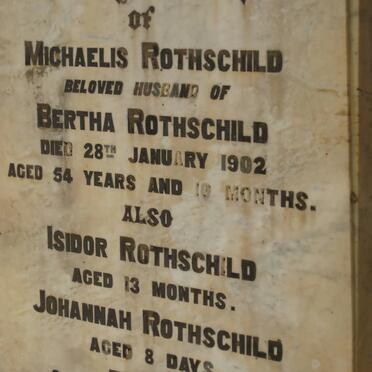 of
MICHAELIS ROTHSCHILD
BELOVED HUSBAND OF
BERTHA ROTHSCHILD
DIED 28TH JANUARY 1902
AGED 54 YEARS AND 10 MONTHS.
ALSO
ISIDOR ROTHSCHILD
AGED 13 MONTHS.
JOHANNAH ROTHSCHILD
AGED 8 DAYS